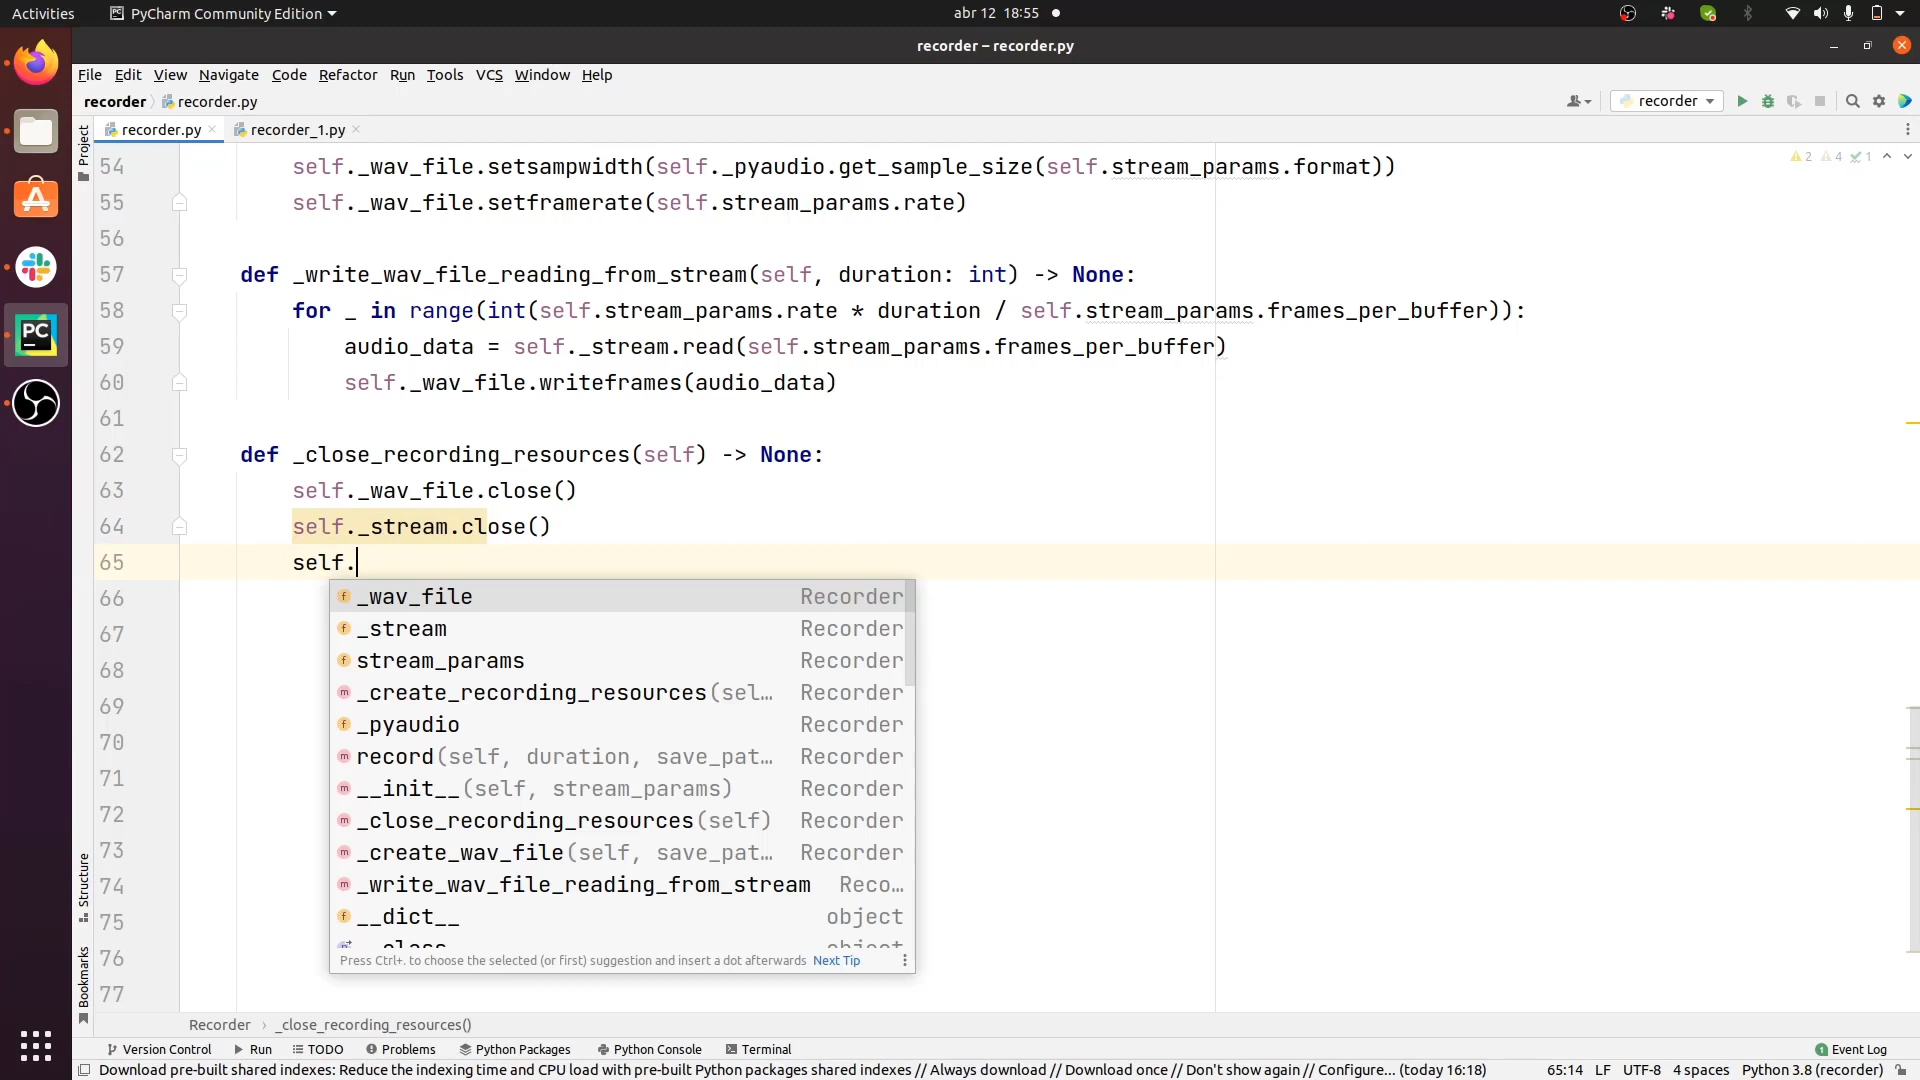 Activities PyCharm Community Edition abr 12 18:55
recorder – recorder.py
File Edit View Navigate Code Refactor Run Tools VCS Window Help
recorder recorder.py recorder
Project
recorder.py recorder_1.py
2 4 1
54 self._wav_file.setsampwidth(self._pyaudio.get_sample_size(self.stream_params.format))
55 self._wav_file.setframerate(self.stream_params.rate)
56
57 def _write_wav_file_reading_from_stream(self, duration: int) -> None:
58 for _ in range(int(self.stream_params.rate * duration / self.stream_params.frames_per_buffer)):
59 audio_data = self._stream.read(self.stream_params.frames_per_buffer)
60 self._wav_file.writeframes(audio_data)
61
62 def _close_recording_resources(self) -> None:
63 self._wav_file.close()
64 self._stream.close()
65 self.
66
67
68
69
70
71
72
73
74
75
76
77
f _wav_file Recorder
f _stream Recorder
f stream_params Recorder
m _create_recording_resources(sel… Recorder
f _pyaudio Recorder
m record(self, duration, save_pat… Recorder
m __init__(self, stream_params) Recorder
m _close_recording_resources(self) Recorder
m _create_wav_file(self, save_pat… Recorder
m _write_wav_file_reading_from_stream Reco…
f __dict__ object
__class__ object
Press Ctrl+. to choose the selected (or first) suggestion and insert a dot afterwards Next Tip
Structure
Bookmarks
Recorder _close_recording_resources()
Version Control Run TODO Problems Python Packages Python Console Terminal 1 Event Log
Download pre-built shared indexes: Reduce the indexing time and CPU load with pre-built Python packages shared indexes // Always download // Download once // Don't show again // Configure... (today 16:18) 65:14 LF UTF-8 4 spaces Python 3.8 (recorder)